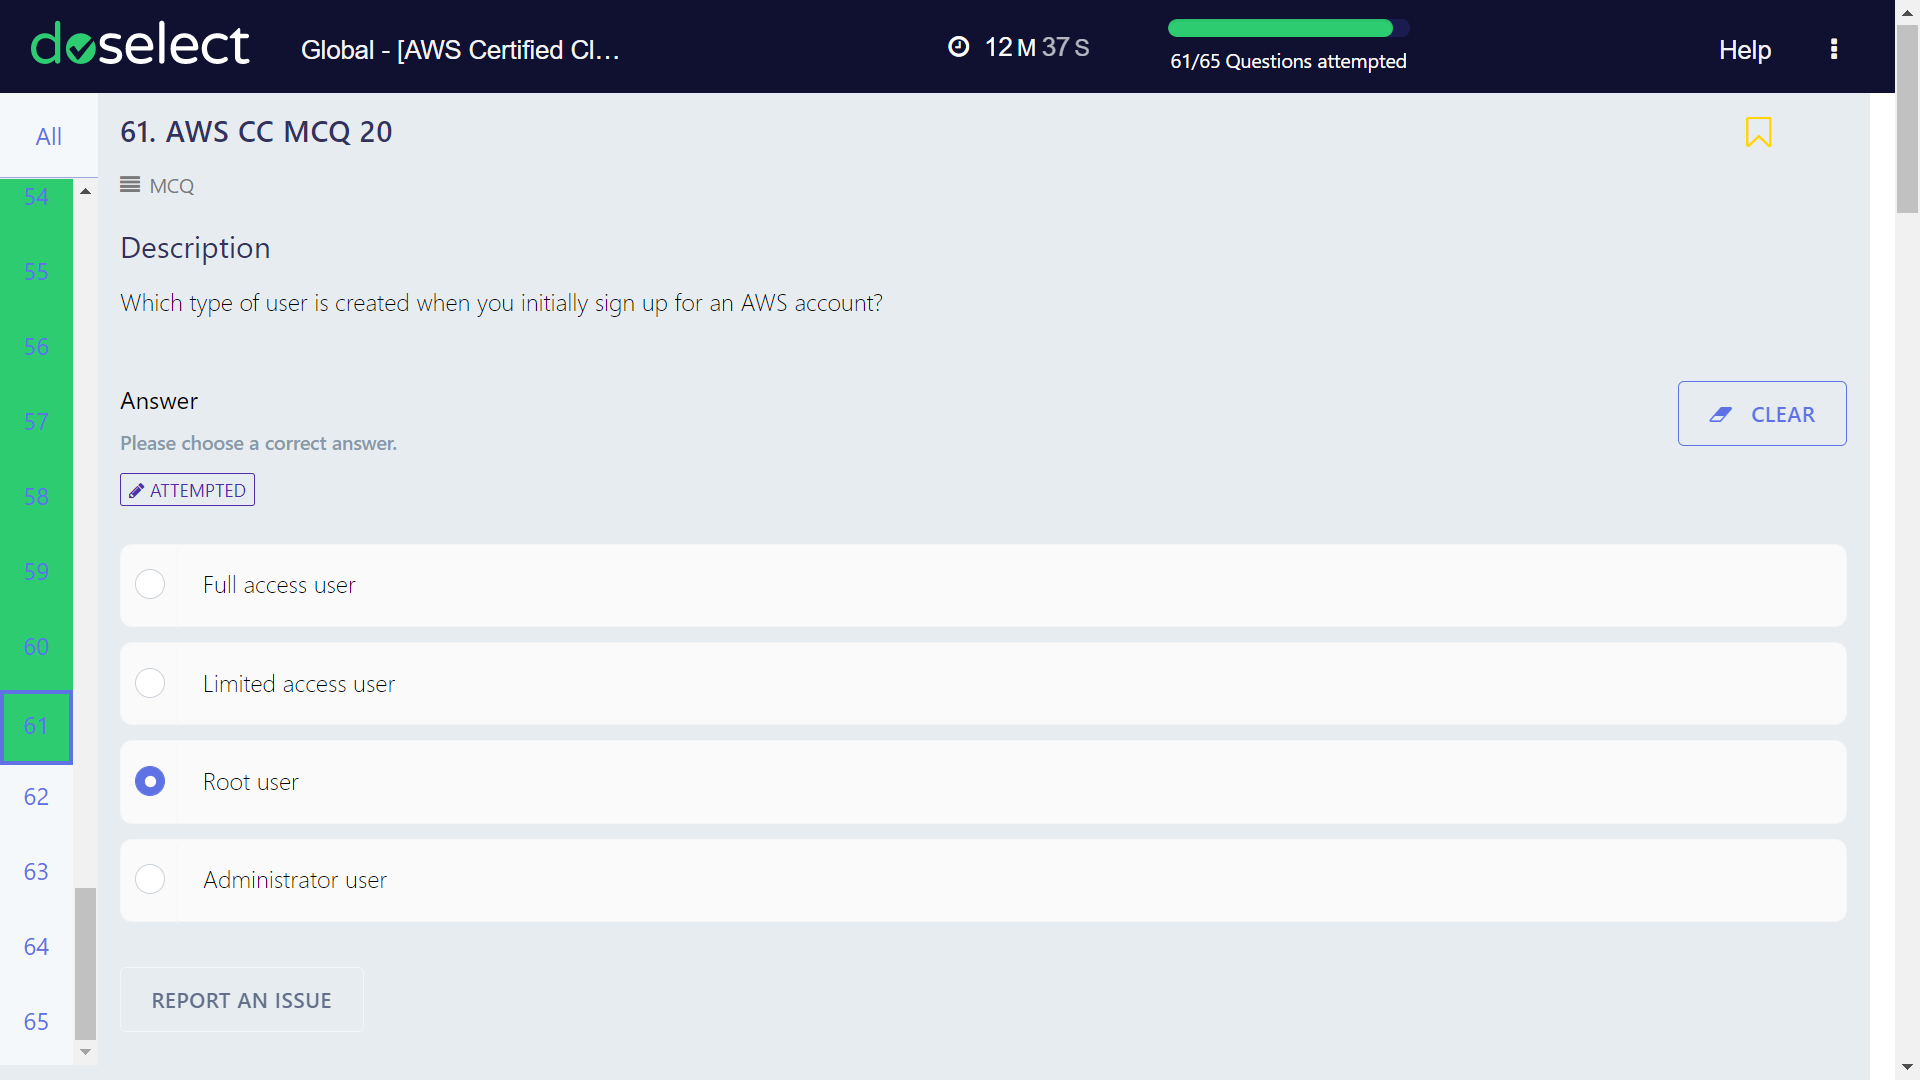 doselect
Global - [AWS Certified Cl...
12 M 37 S
61/65 Questions attempted
Help
All
54
55
56
57
58
59
60
61
62
63
64
65
61. AWS CC MCQ 20
MCQ
Description
Which type of user is created when you initially sign up for an AWS account?
Answer
Please choose a correct answer.
CLEAR
ATTEMPTED
Full access user
Limited access user
Root user
Administrator user
REPORT AN ISSUE